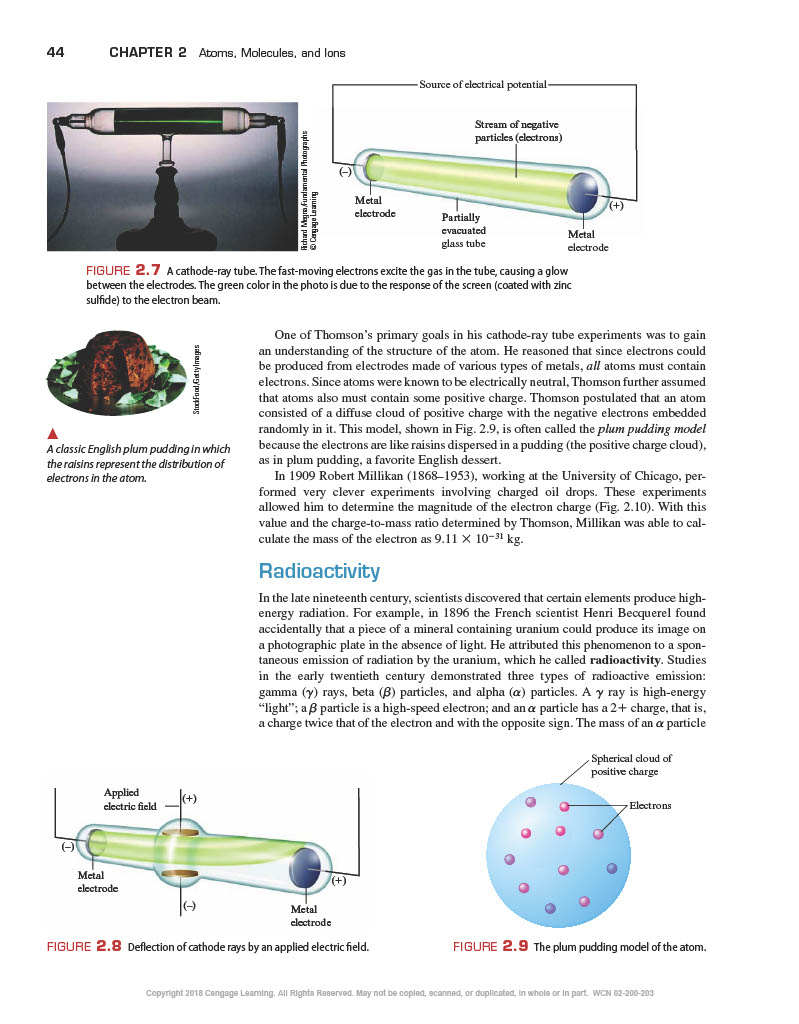 44 CHAPTER 2 Atoms, Molecules, and Ions
Source of electrical potential
Stream of negative
particles (electrons)
(–)
Metal
electrode
Partially
evacuated
glass tube
(+)
Metal
electrode
Richard Megna/Fundamental Photographs
© Cengage Learning
FIGURE 2.7 A cathode-ray tube. The fast-moving electrons excite the gas in the tube, causing a glow
between the electrodes. The green color in the photo is due to the response of the screen (coated with zinc
sulfide) to the electron beam.
StockFood/GettyImages
A classic English plum pudding in which
the raisins represent the distribution of
electrons in the atom.
One of Thomson's primary goals in his cathode-ray tube experiments was to gain
an understanding of the structure of the atom. He reasoned that since electrons could
be produced from electrodes made of various types of metals, all atoms must contain
electrons. Since atoms were known to be electrically neutral, Thomson further assumed
that atoms also must contain some positive charge. Thomson postulated that an atom
consisted of a diffuse cloud of positive charge with the negative electrons embedded
randomly in it. This model, shown in Fig. 2.9, is often called the plum pudding model
because the electrons are like raisins dispersed in a pudding (the positive charge cloud),
as in plum pudding, a favorite English dessert.
In 1909 Robert Millikan (1868–1953), working at the University of Chicago, per-
formed very clever experiments involving charged oil drops. These experiments
allowed him to determine the magnitude of the electron charge (Fig. 2.10). With this
value and the charge-to-mass ratio determined by Thomson, Millikan was able to cal-
culate the mass of the electron as 9.11 × 10⁻³¹ kg.
Radioactivity
In the late nineteenth century, scientists discovered that certain elements produce high-
energy radiation. For example, in 1896 the French scientist Henri Becquerel found
accidentally that a piece of a mineral containing uranium could produce its image on
a photographic plate in the absence of light. He attributed this phenomenon to a spon-
taneous emission of radiation by the uranium, which he called radioactivity. Studies
in the early twentieth century demonstrated three types of radioactive emission:
gamma (γ) rays, beta (β) particles, and alpha (α) particles. A γ ray is high-energy
“light”; a β particle is a high-speed electron; and an α particle has a 2+ charge, that is,
a charge twice that of the electron and with the opposite sign. The mass of an α particle
Applied
electric field
(+)
(–)
Metal
electrode
(–)
(+)
Metal
electrode
FIGURE 2.8 Deflection of cathode rays by an applied electric field.
Spherical cloud of
positive charge
Electrons
FIGURE 2.9 The plum pudding model of the atom.
Copyright 2018 Cengage Learning. All Rights Reserved. May not be copied, scanned, or duplicated, in whole or in part. WCN 02-200-203